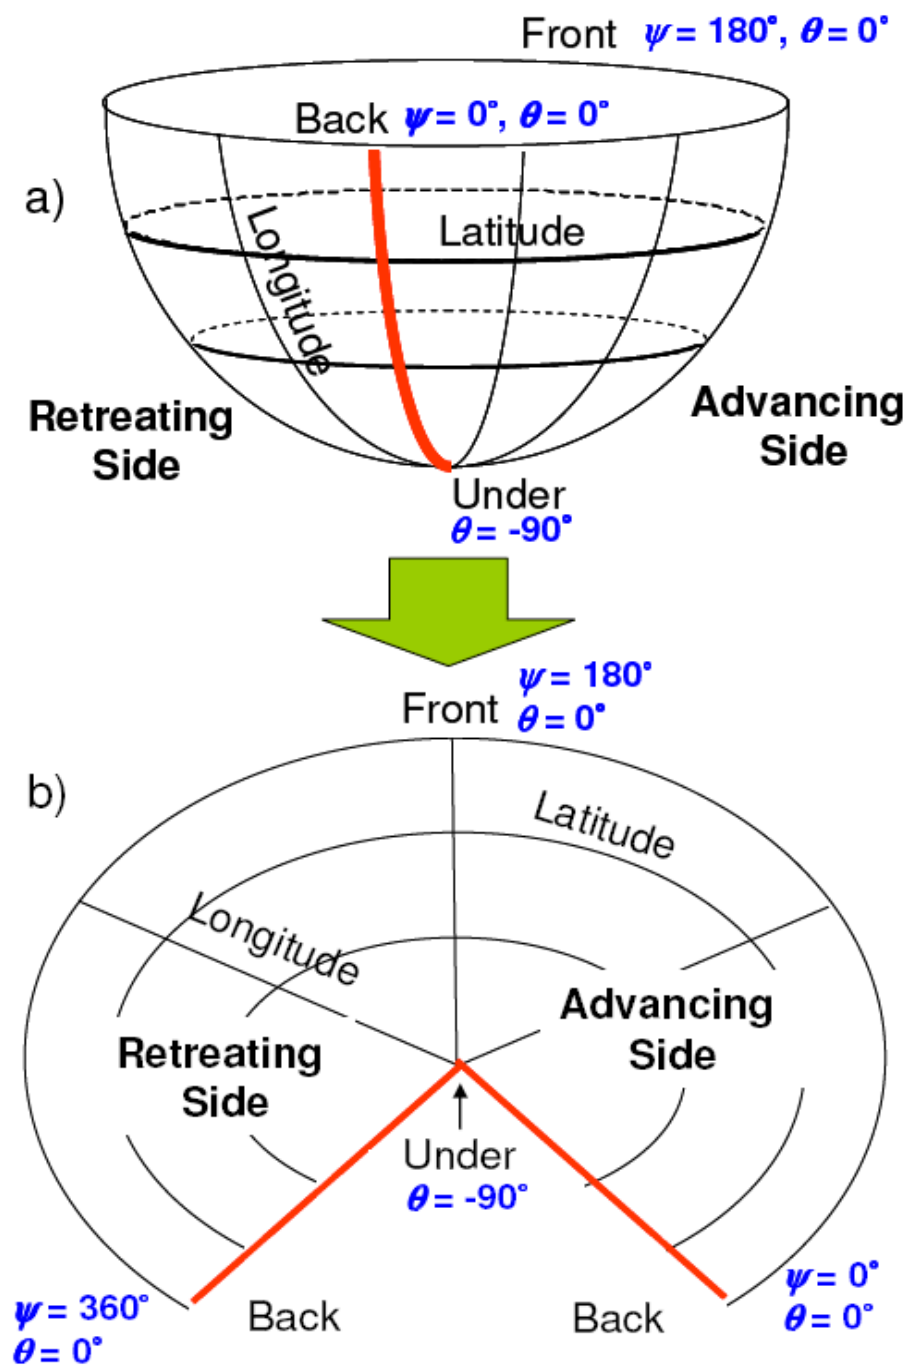 Front ψ = 180°, θ = 0°
Back ψ = 0°, θ = 0°
a)
Latitude
Longitude
Retreating
Side
Advancing
Side
Under
θ = -90°
ψ = 180°
Front θ = 0°
b)
Latitude
Longitude
Advancing
Side
Retreating
Side
Under
θ = -90°
ψ = 360°
θ = 0°
Back
Back
ψ = 0°
θ = 0°